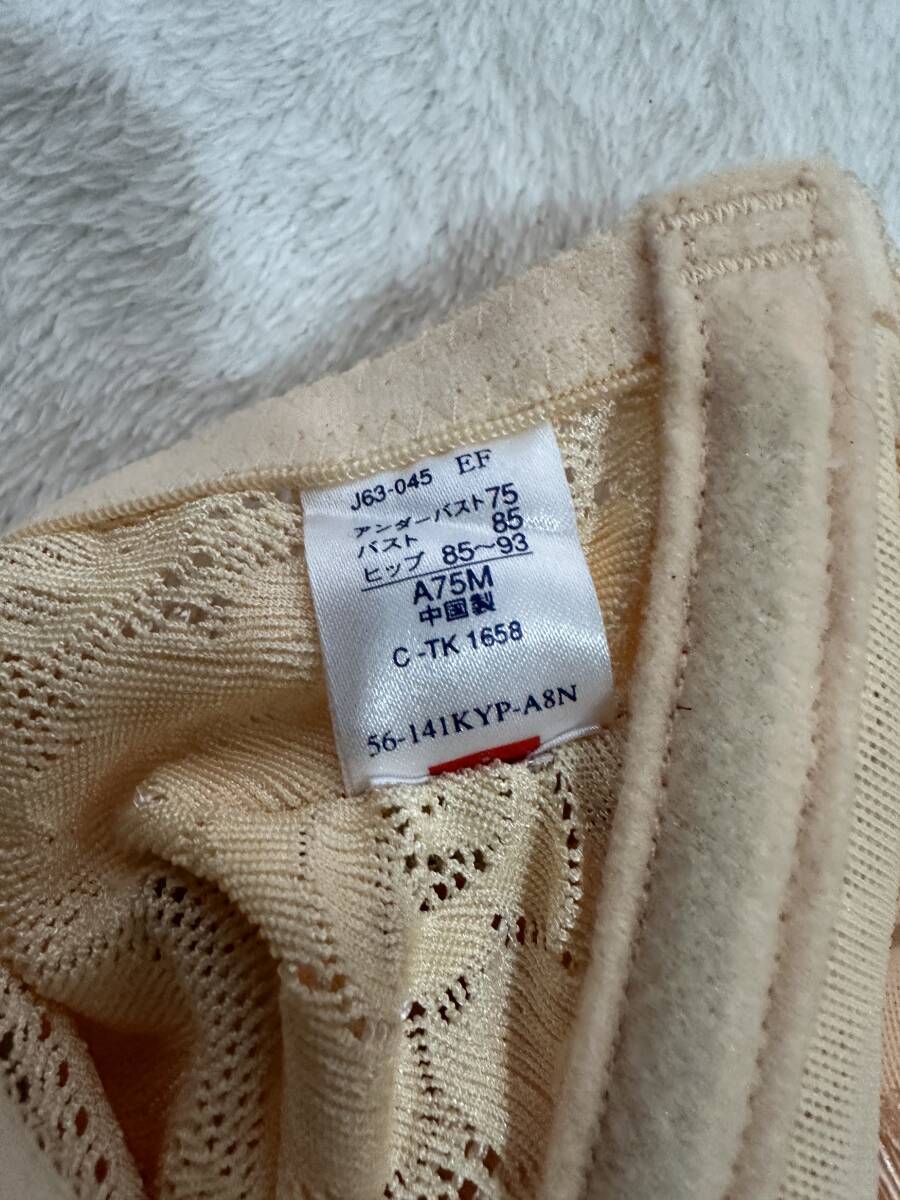 J63-045 EF
アンダーバスト75
バスト 85
ヒップ 85〜93
A75M
中国製
C-TK 1658
56-141KYP-A8N